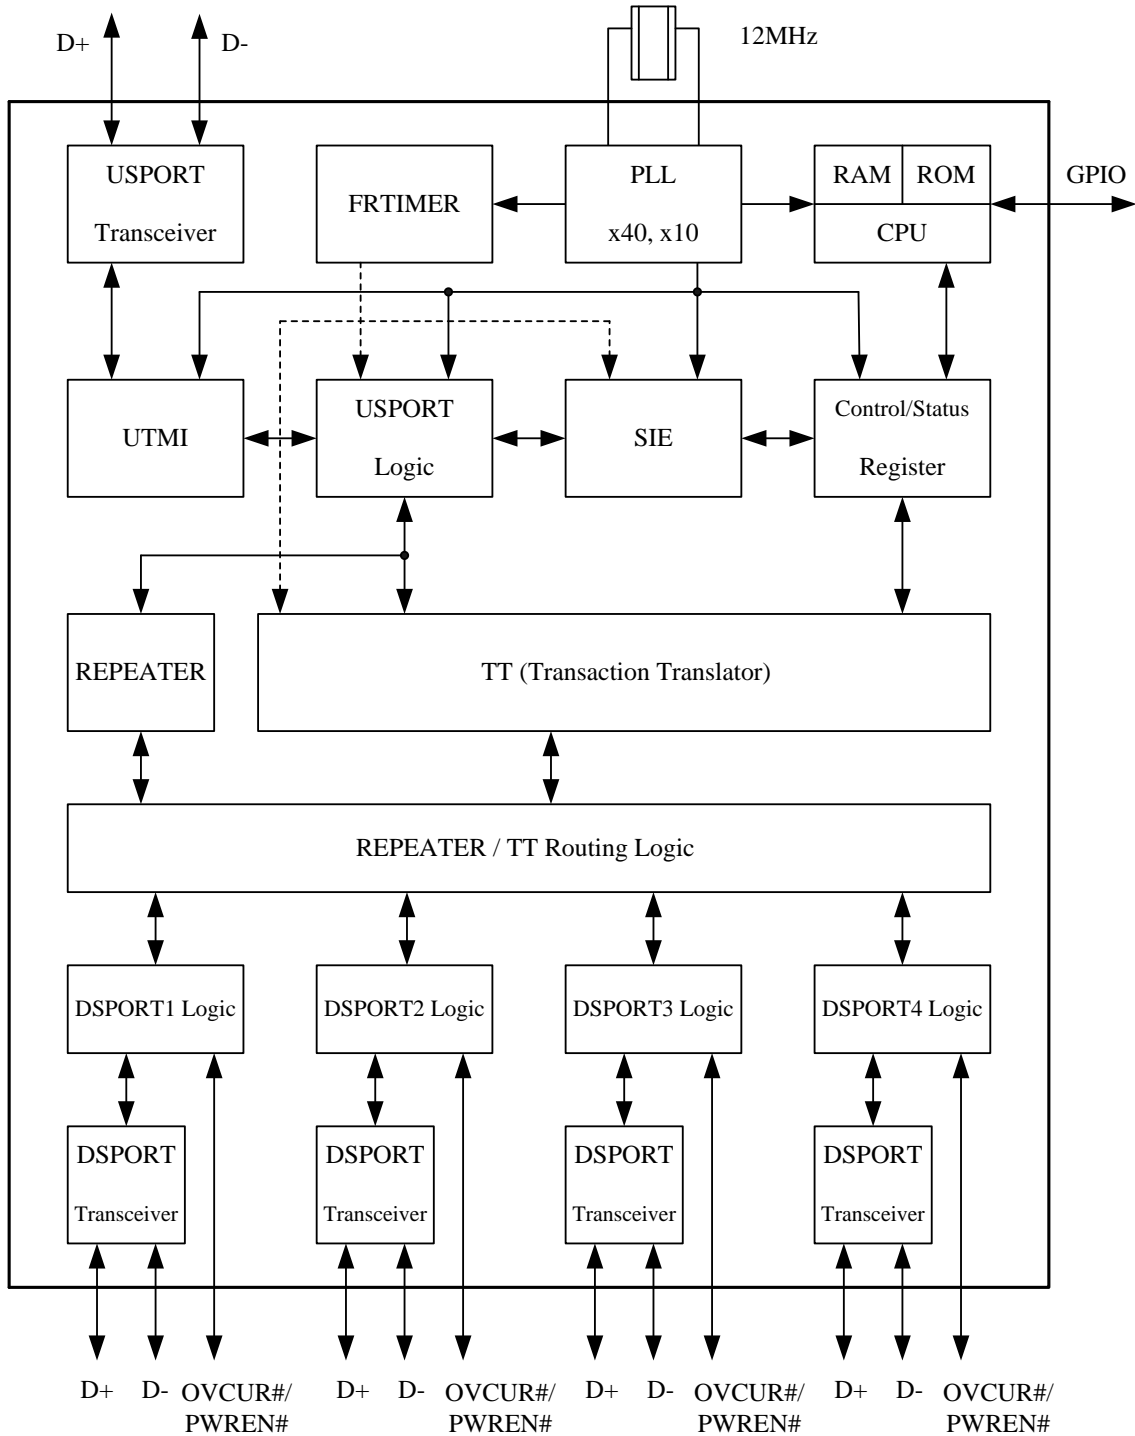 D+
D-
12MHz
USPORT
Transceiver
FRTIMER
PLL
x40, x10
RAM
ROM
CPU
GPIO
UTMI
USPORT
Logic
SIE
Control/Status
Register
REPEATER
TT (Transaction Translator)
REPEATER / TT Routing Logic
DSPORT1 Logic
DSPORT2 Logic
DSPORT3 Logic
DSPORT4 Logic
DSPORT
Transceiver
DSPORT
Transceiver
DSPORT
Transceiver
DSPORT
Transceiver
D+
D-
OVCUR#/
PWREN#
D+
D-
OVCUR#/
PWREN#
D+
D-
OVCUR#/
PWREN#
D+
D-
OVCUR#/
PWREN#